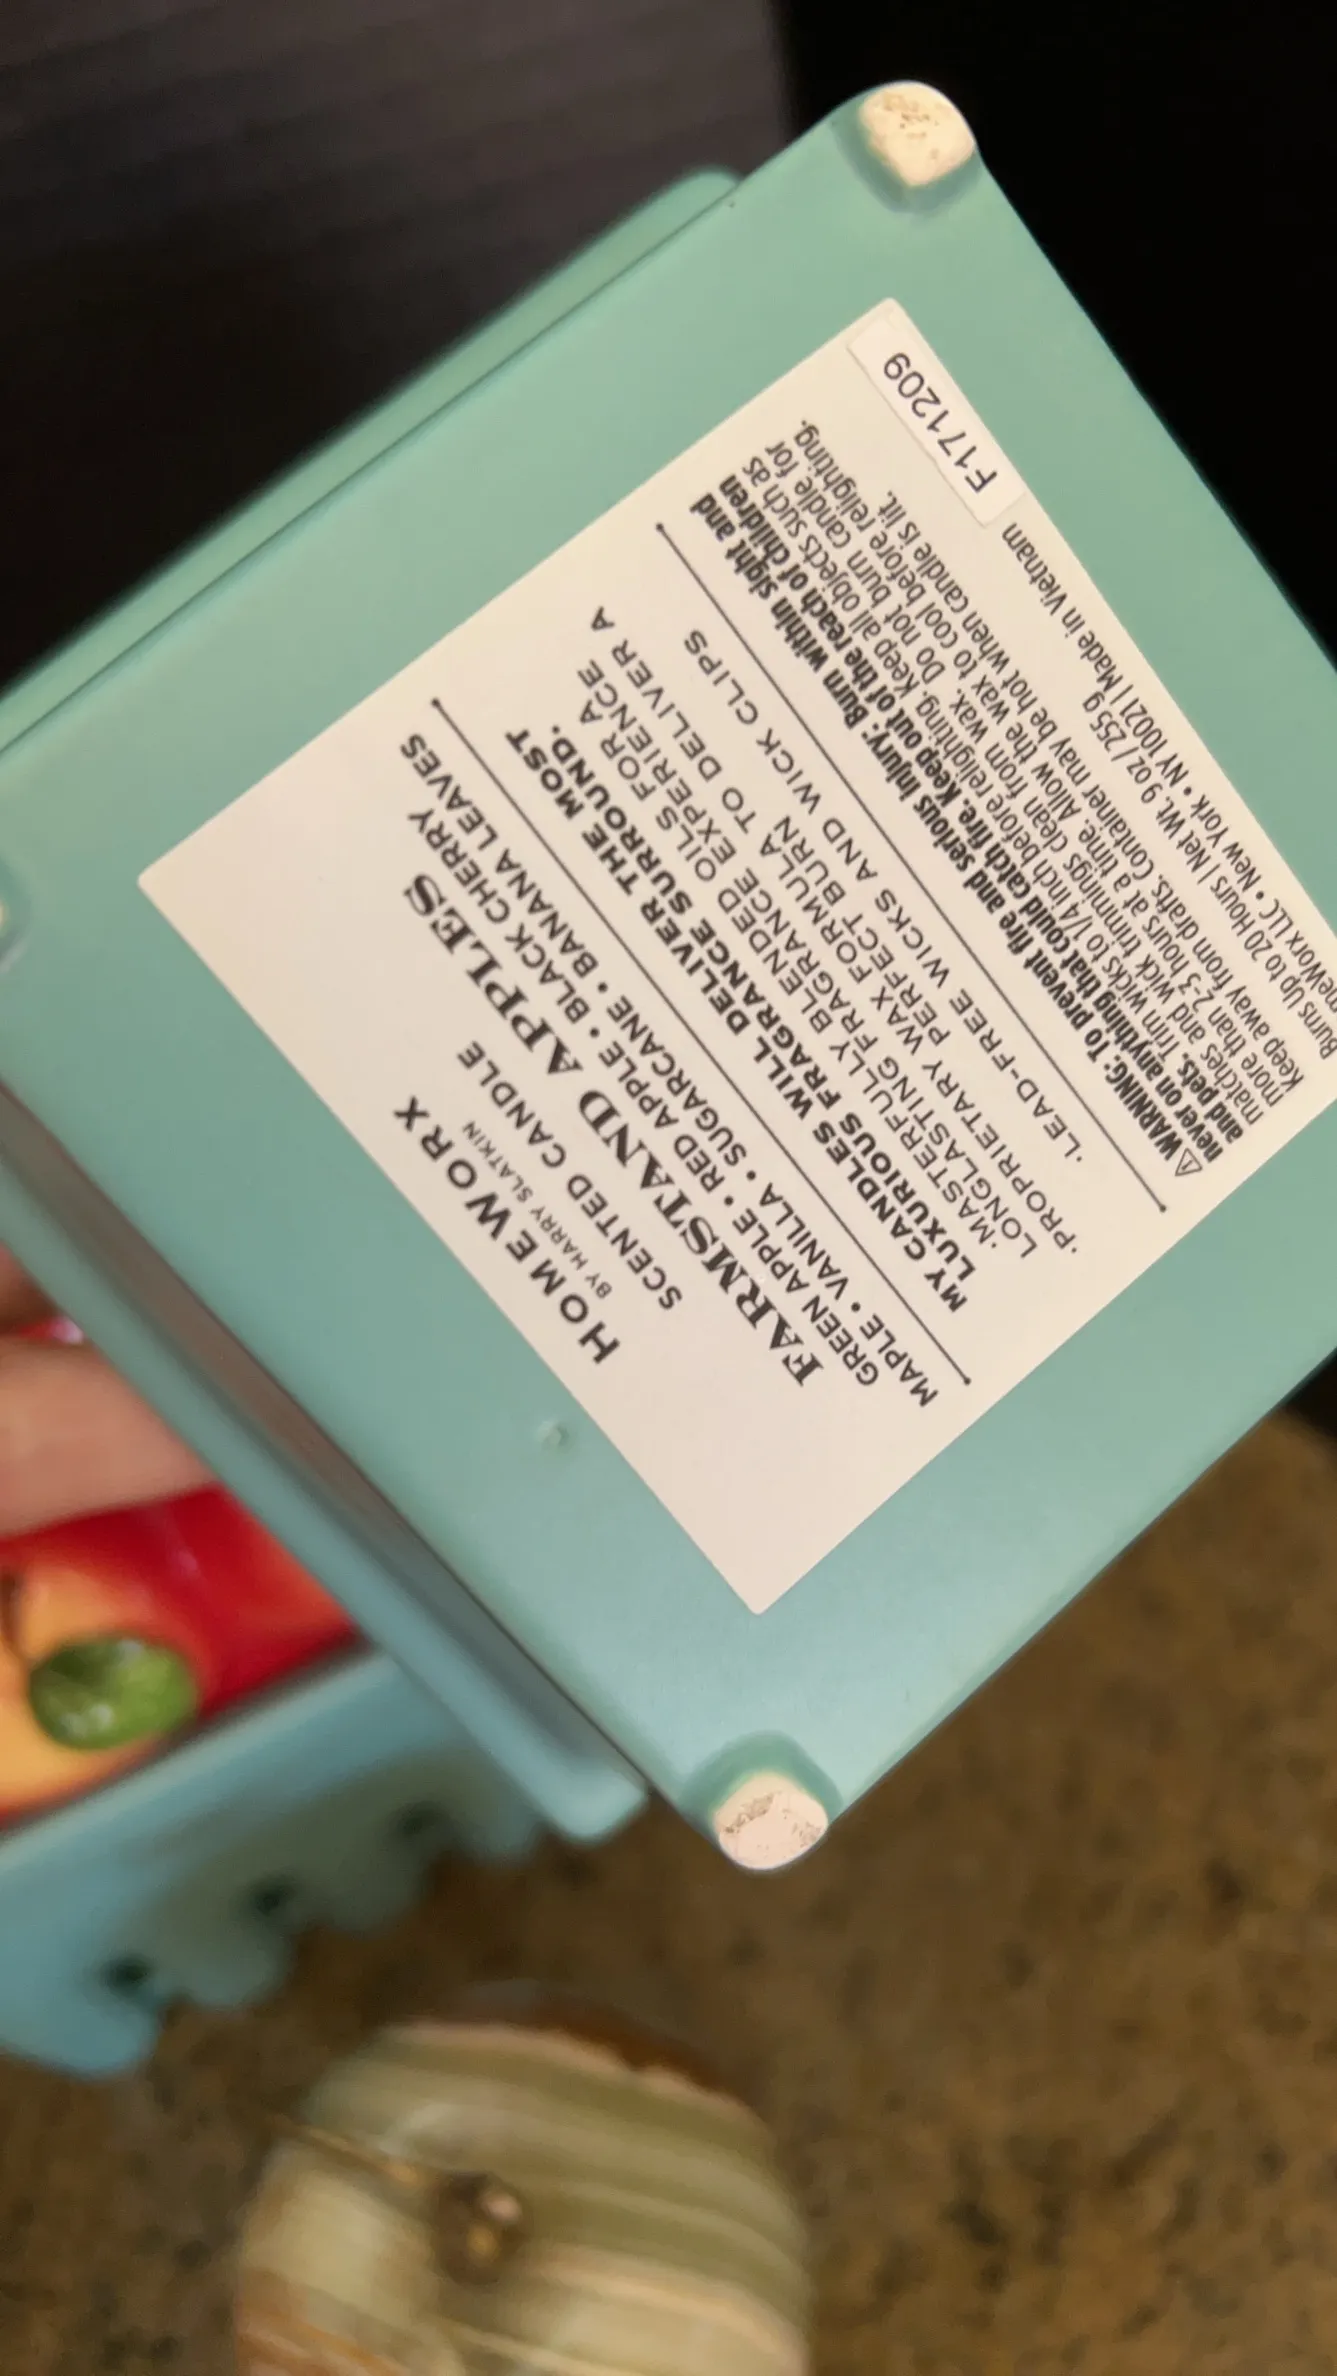 HOMEWORX
BY HARRY SLATKIN
SCENTED CANDLE
FARMSTAND APPLES
GREEN APPLE • RED APPLE • BLACK CHERRY
MAPLE • VANILLA • SUGARCANE • BANANA LEAVES
MY CANDLES WILL DELIVER THE MOST
LUXURIOUS FRAGRANCE SURROUND.
·MASTERFULLY BLENDED OILS FOR A
LONGLASTING FRAGRANCE EXPERIENCE
·PROPRIETARY WAX FORMULA TO DELIVER A
PERFECT BURN
·LEAD-FREE WICKS AND WICK CLIPS
⚠WARNING: To prevent fire and serious injury: Burn within sight and
never on anything that could catch fire. Keep out of the reach of children
and pets. Trim wicks to 1/4 inch before relighting. Keep all objects such as
matches and wick trimmings clean from wax. Do not burn candle for
more than 2-3 hours at a time. Allow the wax to cool before relighting.
Keep away from drafts. Container may be hot when candle is lit.
Burns up to 20 Hours | Net Wt. 9 oz / 255 g
LLC • New York • NY 10021 | Made in Vietnam
F171209